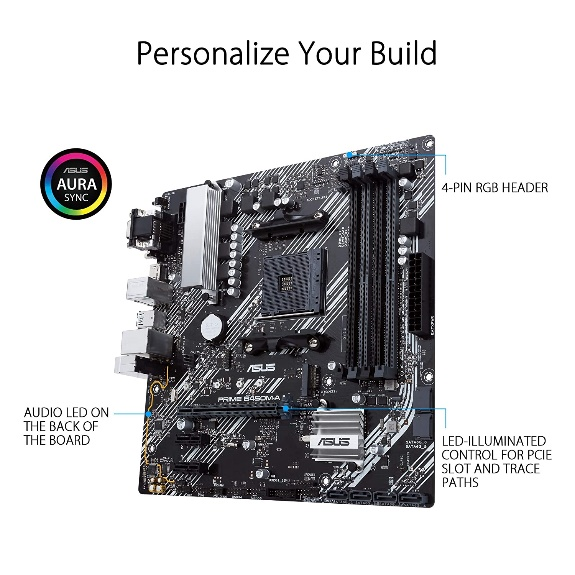 Personalize Your Build
ASUS
AURA
SYNC
4-PIN RGB HEADER
ASUS
PRIME B450M-A
ASUS
AUDIO LED ON
THE BACK OF
THE BOARD
LED-ILLUMINATED
CONTROL FOR PCIE
SLOT AND TRACE
PATHS